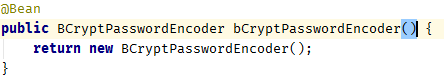 @Bean
public BCryptPasswordEncoder bCryptPasswordEncoder() {
    return new BCryptPasswordEncoder();
}